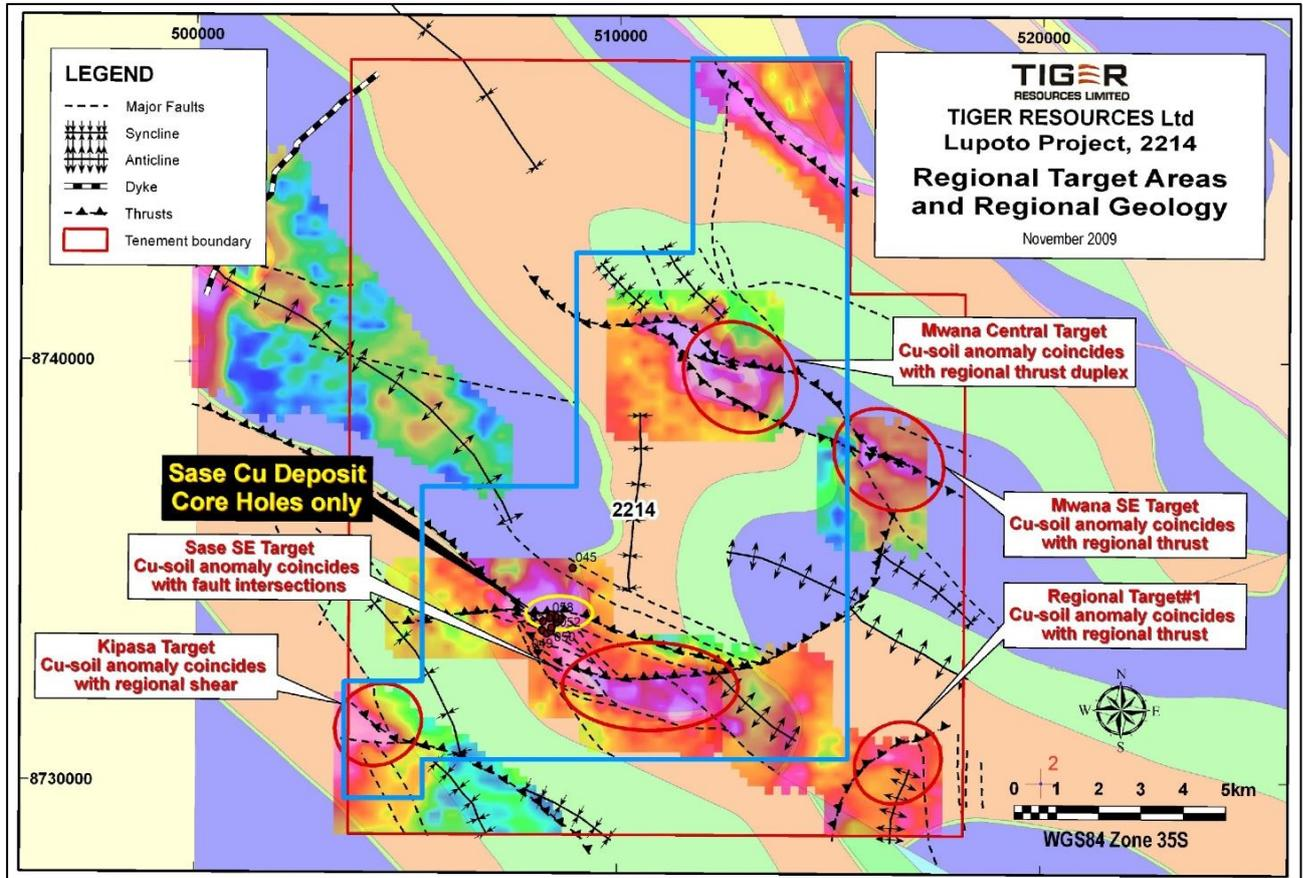 500000
510000
520000
LEGEND
Major Faults
Syncline
Anticline
Dyke
Thrusts
Tenement boundary
TIGER
RESOURCES LIMITED
TIGER RESOURCES Ltd
Lupoto Project, 2214
Regional Target Areas
and Regional Geology
November 2009
8740000
Mwana Central Target
Cu-soil anomaly coincides
with regional thrust duplex
Sase Cu Deposit
Core Holes only
2214
Mwana SE Target
Cu-soil anomaly coincides
with regional thrust
Sase SE Target
Cu-soil anomaly coincides
with fault intersections
045
058
052
050
Regional Target#1
Cu-soil anomaly coincides
with regional thrust
Kipasa Target
Cu-soil anomaly coincides
with regional shear
N
W
E
S
8730000
2
0 1 2 3 4 5km
WGS84 Zone 35S